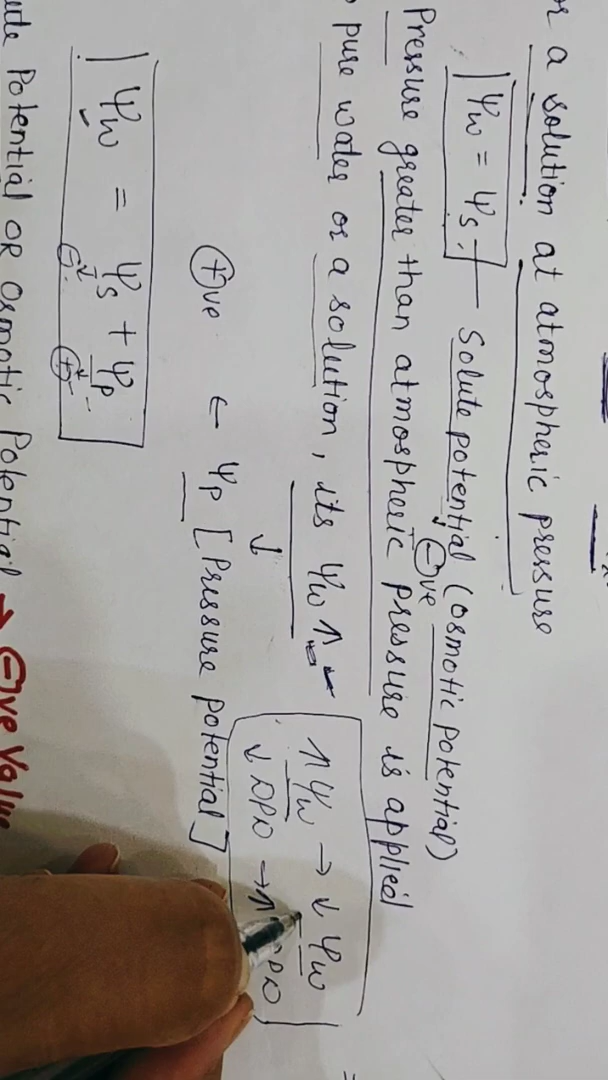 or a solution at atmospheric pressure
Ψw = Ψs → Solute potential (osmotic potential)
⊖ve
Pressure greater than atmospheric pressure is applied
pure water or a solution, its Ψw ↑
↑Ψw → ↓Ψw
↓DPD → ↑DPD
↓
⊕ve ← Ψp [Pressure potential]
Ψw = Ψs + Ψp
⊖ ⊕
Potential OR Osmotic Potential → ⊖ve Value